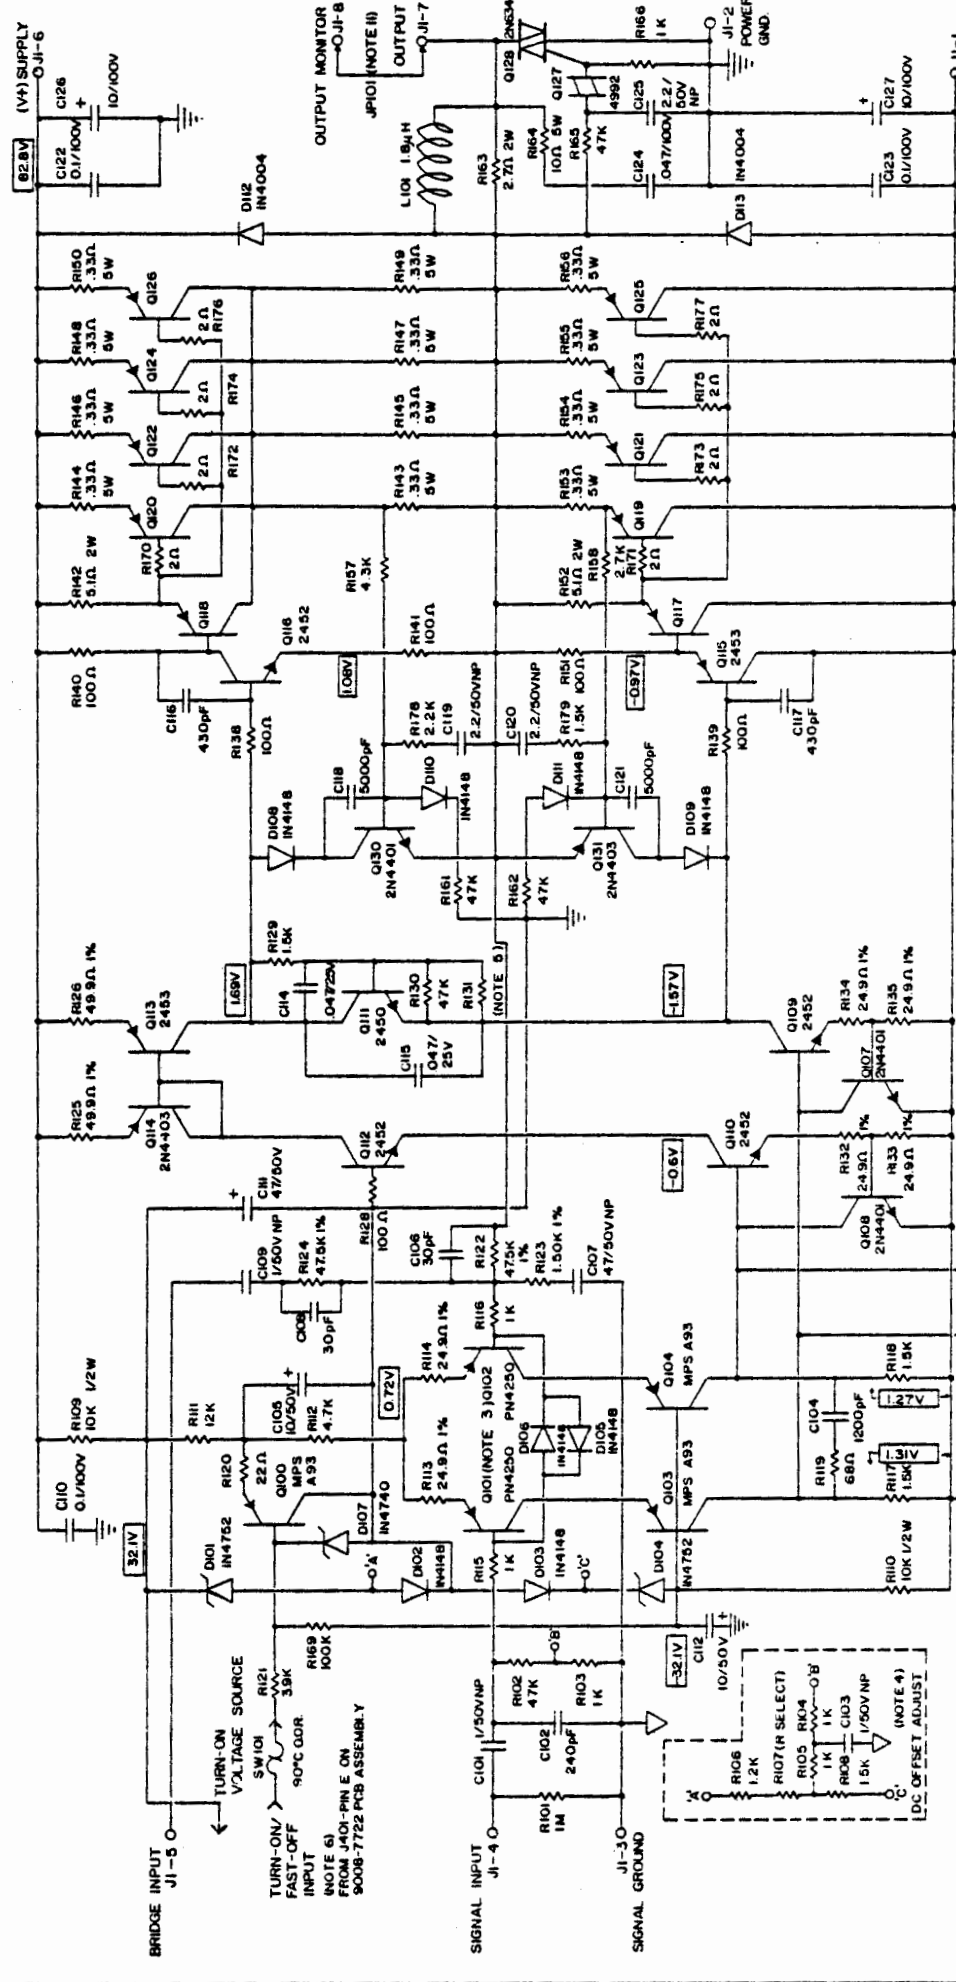 (V+) SUPPLY
J1-6
82.8V
C122
0.1/100V
C126
10/100V
OUTPUT MONITOR
J1-8
JP101 (NOTE 11)
OUTPUT
J1-7
R166
1K
J1-2
POWER
GND.
Q128
2N634
Q127
4992
L101 1.8µH
R163
2.7Ω 2W
R164
10Ω 5W
R165
47K
C125
2.2/
50V
NP
C124
.047/100V
C127
10/100V
C123
0.1/100V
D112
IN4004
D113
IN4004
R150
.33Ω
5W
R148
.33Ω
5W
R146
.33Ω
5W
R144
.33Ω
5W
R142
5.1Ω 2W
R140
100Ω
Q126
Q124
Q122
Q120
Q118
Q116
2452
2Ω
R176
2Ω
R174
2Ω
R172
R170
2Ω
R149
.33Ω
5W
R147
.33Ω
5W
R145
.33Ω
5W
R143
.33Ω
5W
R157
4.3K
R141
100Ω
1.08V
R156
.33Ω
5W
R155
.33Ω
5W
R154
.33Ω
5W
R153
.33Ω
5W
R158
2.7K
R152
5.1Ω 2W
R151
100Ω
-0.97V
Q125
Q123
Q121
Q119
Q117
Q115
2453
R177
2Ω
R175
2Ω
R173
2Ω
R171
2Ω
C116
430pF
R138
100Ω
C117
430pF
R139
100Ω
R178
2.2K
C119
2.2/50VNP
C120
2.2/50VNP
R179
1.5K
D108
IN4148
C118
5000pF
D110
IN4148
Q130
2N4401
R161
47K
R162
47K
D111
IN4148
C121
5000pF
Q131
2N4403
D109
IN4148
R126
49.9Ω 1%
R125
49.9Ω 1%
Q113
2453
Q114
2N4403
1.69V
R129
1.5K
C114
.047/25V
Q111
2450
R130
47K
R131
(NOTE 5)
C115
.047/
25V
-1.57V
Q109
2452
R134
24.9Ω 1%
R135
24.9Ω 1%
Q107
2N4401
Q112
2452
R128
100Ω
-0.6V
Q110
2452
R132
24.9Ω
1%
R133
24.9Ω
1%
Q108
2N4401
C111
47/50V
C109
1/50V NP
R124
47.5K 1%
C108
30pF
C106
30pF
R122
47.5K
1%
R123
1.50K 1%
C107
47/50V NP
R109
10K 1/2W
R111
12K
C105
10/50V
R112
4.7K
0.72V
R114
24.9Ω 1%
R113
24.9Ω 1%
R116
1K
Q101 (NOTE 3)
PN4250
Q102
PN4250
D106
IN4148
D105
IN4148
Q104
MPS A93
Q103
MPS A93
R118
1.5K
1.27V
C104
1200pF
R119
68Ω
1.31V
R117
1.5K
C110
0.1/100V
32.1V
D101
IN4752
R120
22Ω
Q100
MPS
A93
D107
IN4740
'A'
D102
IN4148
R115
1K
D103
IN4148
'C'
D104
IN4752
R110
10K 1/2W
-32.1V
C112
10/50V
R169
100K
R121
3.9K
TURN-ON
VOLTAGE SOURCE
SW101
90°C O.O.R.
BRIDGE INPUT
J1-5
TURN-ON/
FAST-OFF
INPUT
(NOTE 6)
FROM J401-PIN E ON
9008-7722 PCB ASSEMBLY
SIGNAL INPUT
J1-4
C101
1/50VNP
R102
47K
R103
1K
'B'
C102
240pF
R101
1M
J1-3
SIGNAL GROUND
'A'
R106
1.2K
R107(R SELECT)
R105
1K
R104
1K
'B'
R108
1.5K
C103
1/50VNP
'C'
(NOTE 4)
DC OFFSET ADJUST